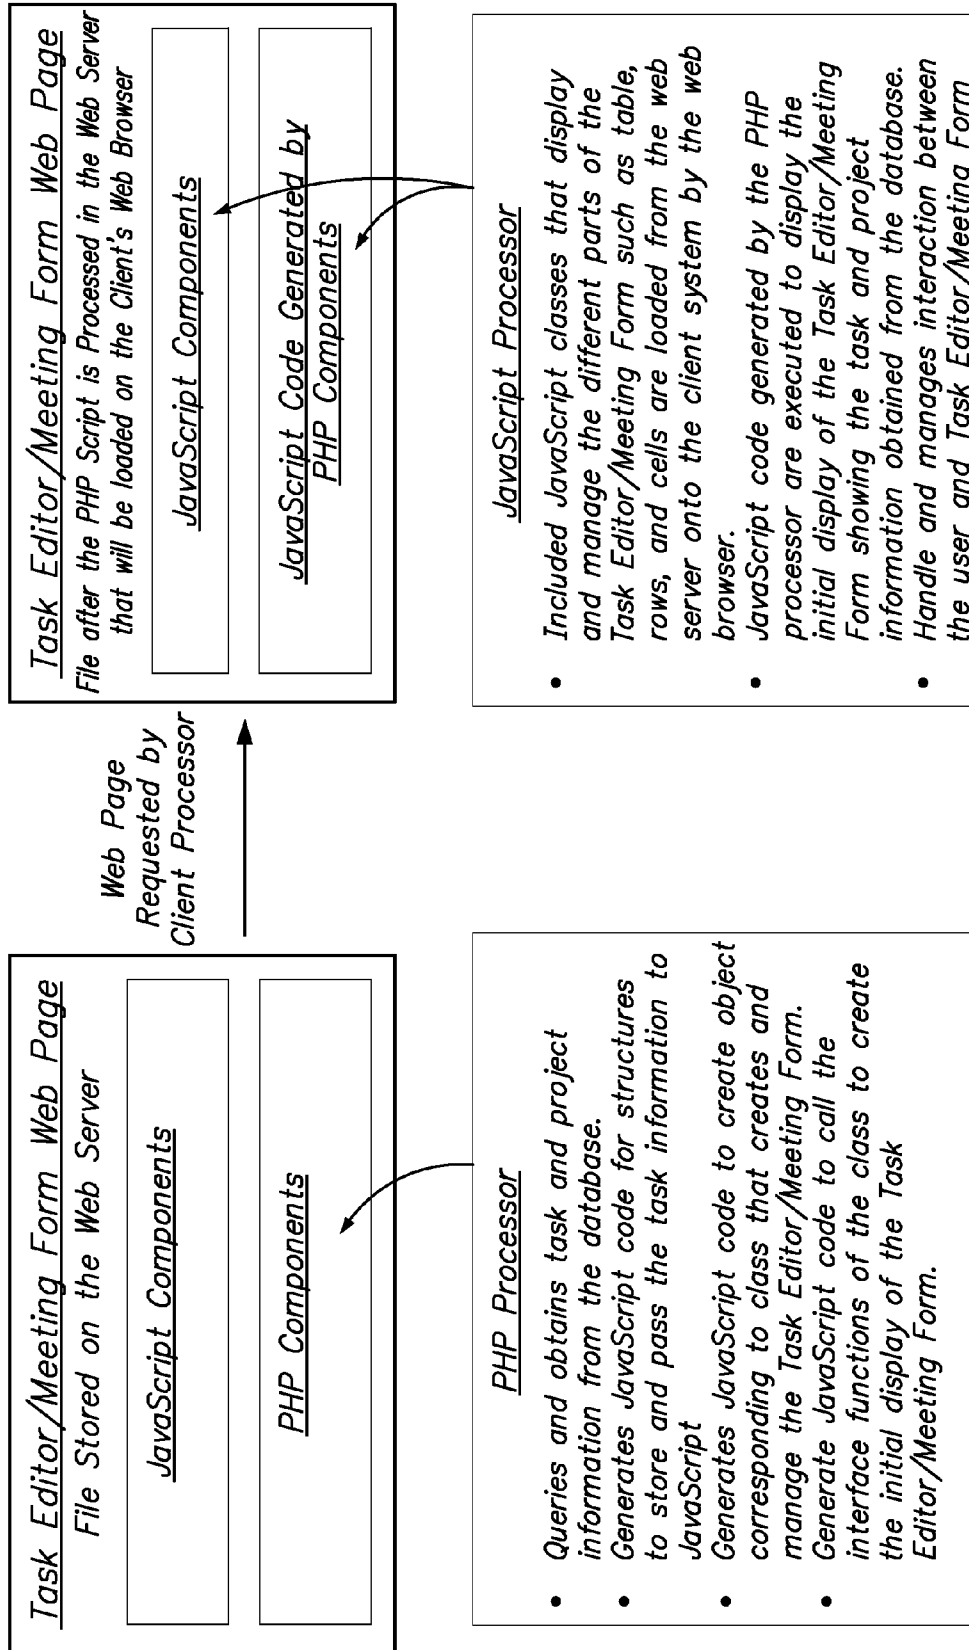 Task Editor/Meeting Form Web Page
File Stored on the Web Server
JavaScript Components
PHP Components
Web Page
Requested by
Client Processor
Task Editor/Meeting Form Web Page
File after the PHP Script is Processed in the Web Server
that will be loaded on the Client's Web Browser
JavaScript Components
JavaScript Code Generated by
PHP Components
PHP Processor
• Queries and obtains task and project
information from the database.
• Generates JavaScript code for structures
to store and pass the task information to
JavaScript
• Generates JavaScript code to create object
corresponding to class that creates and
manage the Task Editor/Meeting Form.
• Generate JavaScript code to call the
interface functions of the class to create
the initial display of the Task
Editor/Meeting Form.
JavaScript Processor
• Included JavaScript classes that display
and manage the different parts of the
Task Editor/Meeting Form such as table,
rows, and cells are loaded from the web
server onto the client system by the web
browser.
• JavaScript code generated by the PHP
processor are executed to display the
initial display of the Task Editor/Meeting
Form showing the task and project
information obtained from the database.
• Handle and manages interaction between
the user and Task Editor/Meeting Form